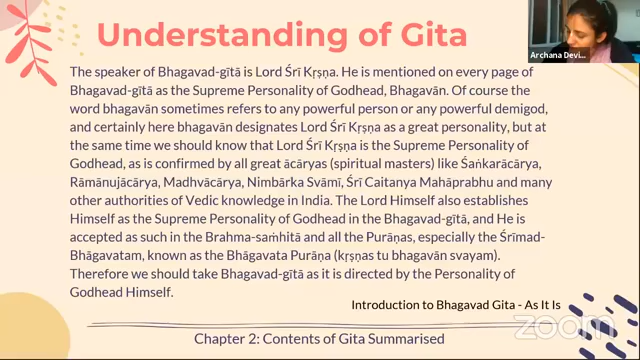 Understanding of Gita
Archana Devi...
The speaker of Bhagavad-gītā is Lord Śrī Kṛṣṇa. He is mentioned on every page of
Bhagavad-gītā as the Supreme Personality of Godhead, Bhagavān. Of course the
word bhagavān sometimes refers to any powerful person or any powerful demigod,
and certainly here bhagavān designates Lord Śrī Kṛṣṇa as a great personality, but at
the same time we should know that Lord Śrī Kṛṣṇa is the Supreme Personality of
Godhead, as is confirmed by all great ācāryas (spiritual masters) like Śaṅkarācārya,
Rāmānujācārya, Madhvācārya, Nimbārka Svāmī, Śrī Caitanya Mahāprabhu and many
other authorities of Vedic knowledge in India. The Lord Himself also establishes
Himself as the Supreme Personality of Godhead in the Bhagavad-gītā, and He is
accepted as such in the Brahma-saṁhitā and all the Purāṇas, especially the Śrīmad-
Bhāgavatam, known as the Bhāgavata Purāṇa (kṛṣṇas tu bhagavān svayam).
Therefore we should take Bhagavad-gītā as it is directed by the Personality of
Godhead Himself.
Introduction to Bhagavad Gita - As It Is
zoom
Chapter 2: Contents of Gita Summarised